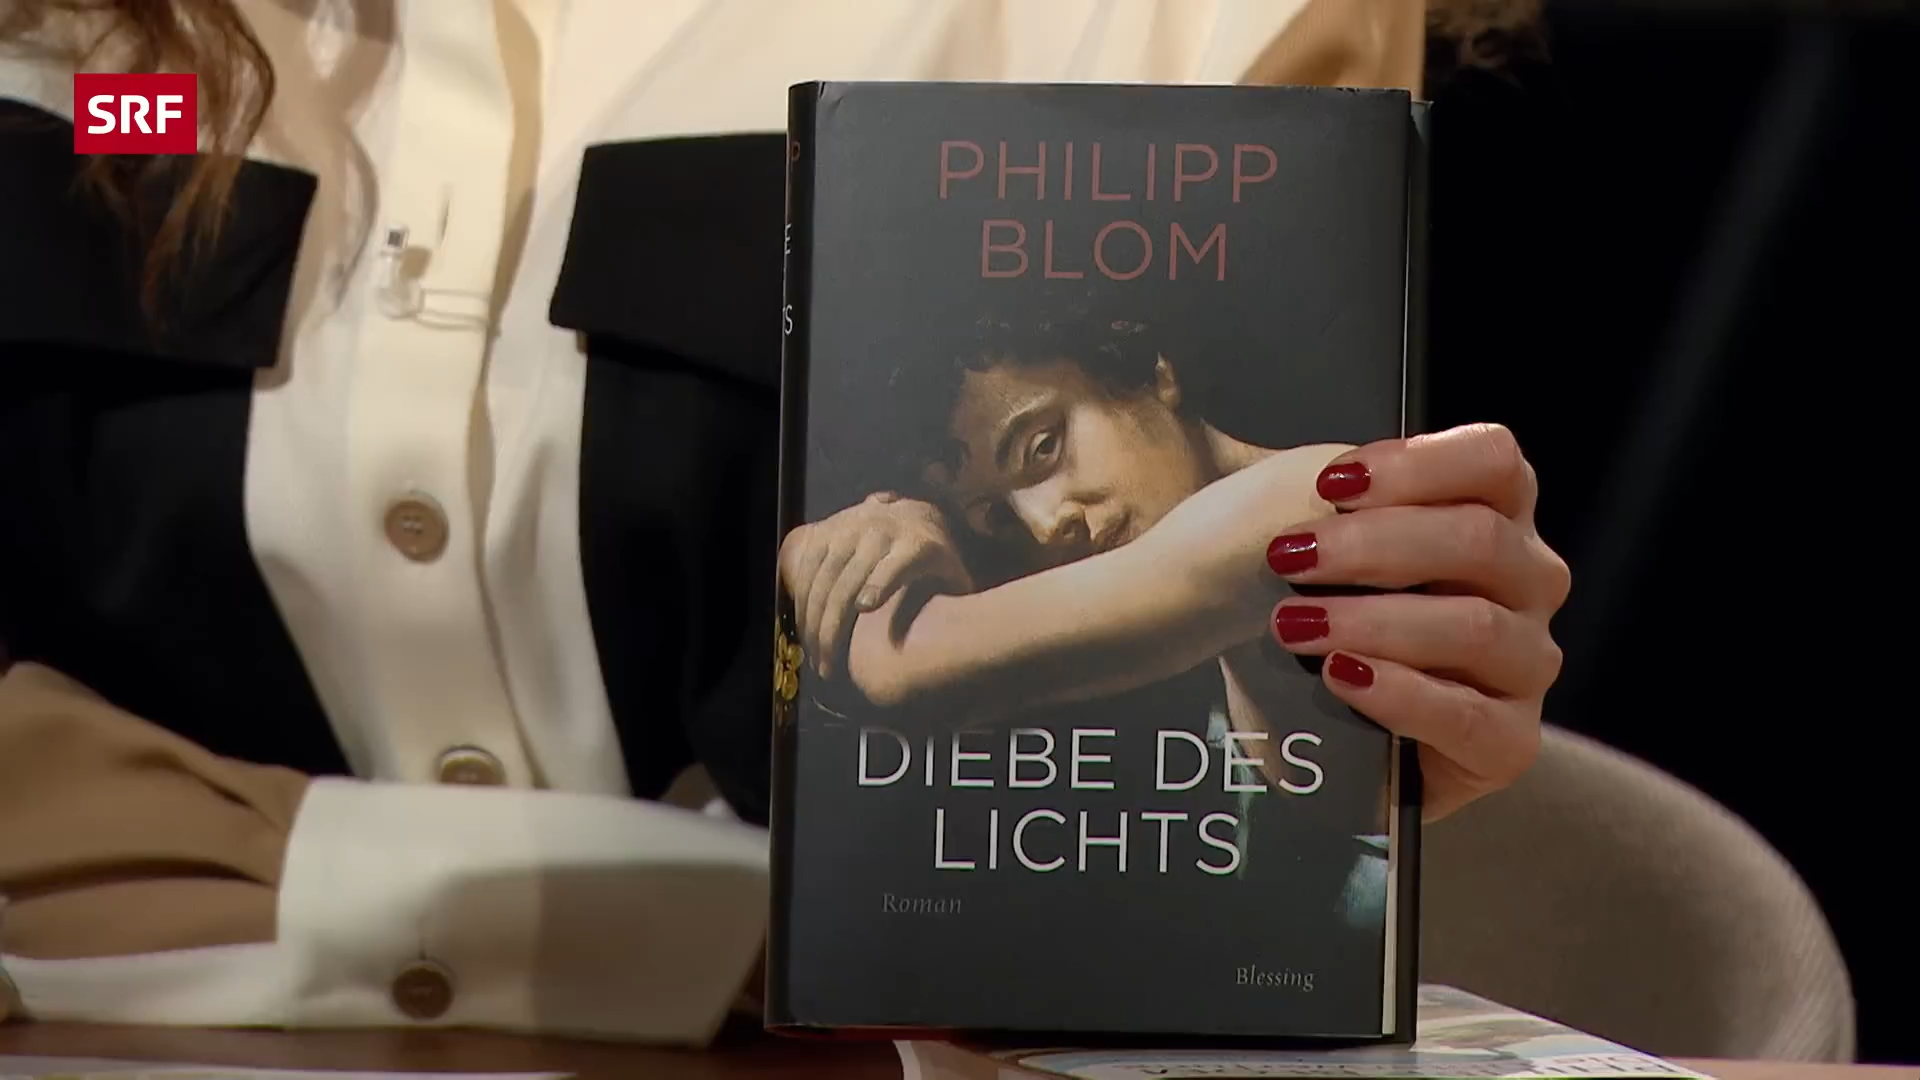 SRF
PHILIPP
BLOM
DIEBE DES
LICHTS
Roman
Blessing